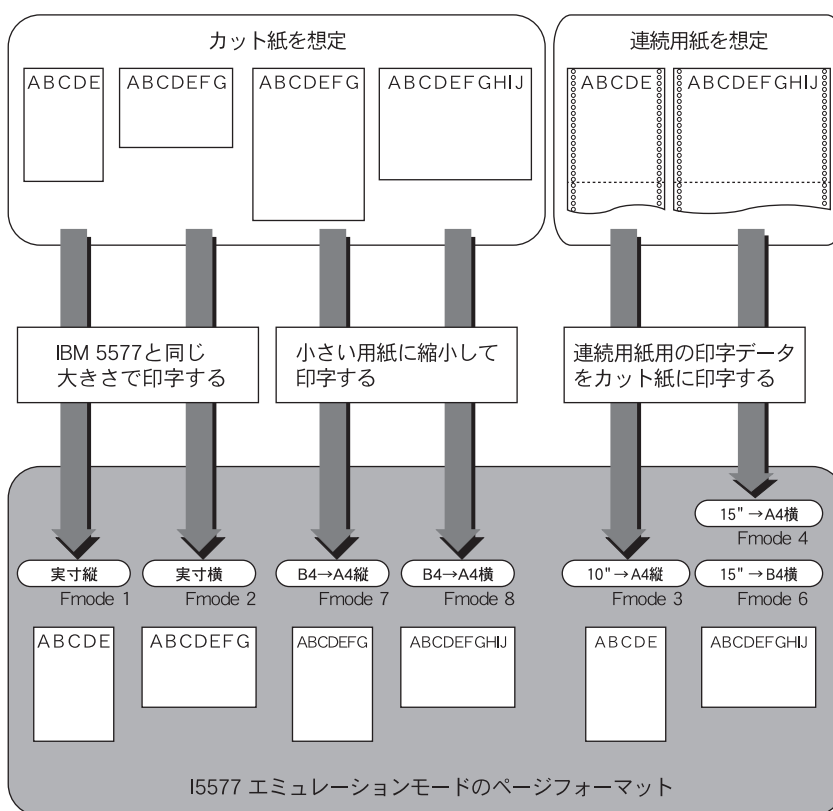 カット紙を想定
連続用紙を想定
ABCDE
ABCDEFG
ABCDEFG
ABCDEFGHIJ
ABCDE
ABCDEFGHIJ
IBM 5577と同じ
大きさで印字する
小さい用紙に縮小して
印字する
連続用紙用の印字データ
をカット紙に印字する
15"→A4横
Fmode 4
実寸縦
Fmode 1
実寸横
Fmode 2
B4→A4縦
Fmode 7
B4→A4横
Fmode 8
10"→A4縦
Fmode 3
15"→B4横
Fmode 6
ABCDE
ABCDEFG
ABCDEFG
ABCDEFGHIJ
ABCDE
ABCDEFGHIJ
I5577 エミュレーションモードのページフォーマット